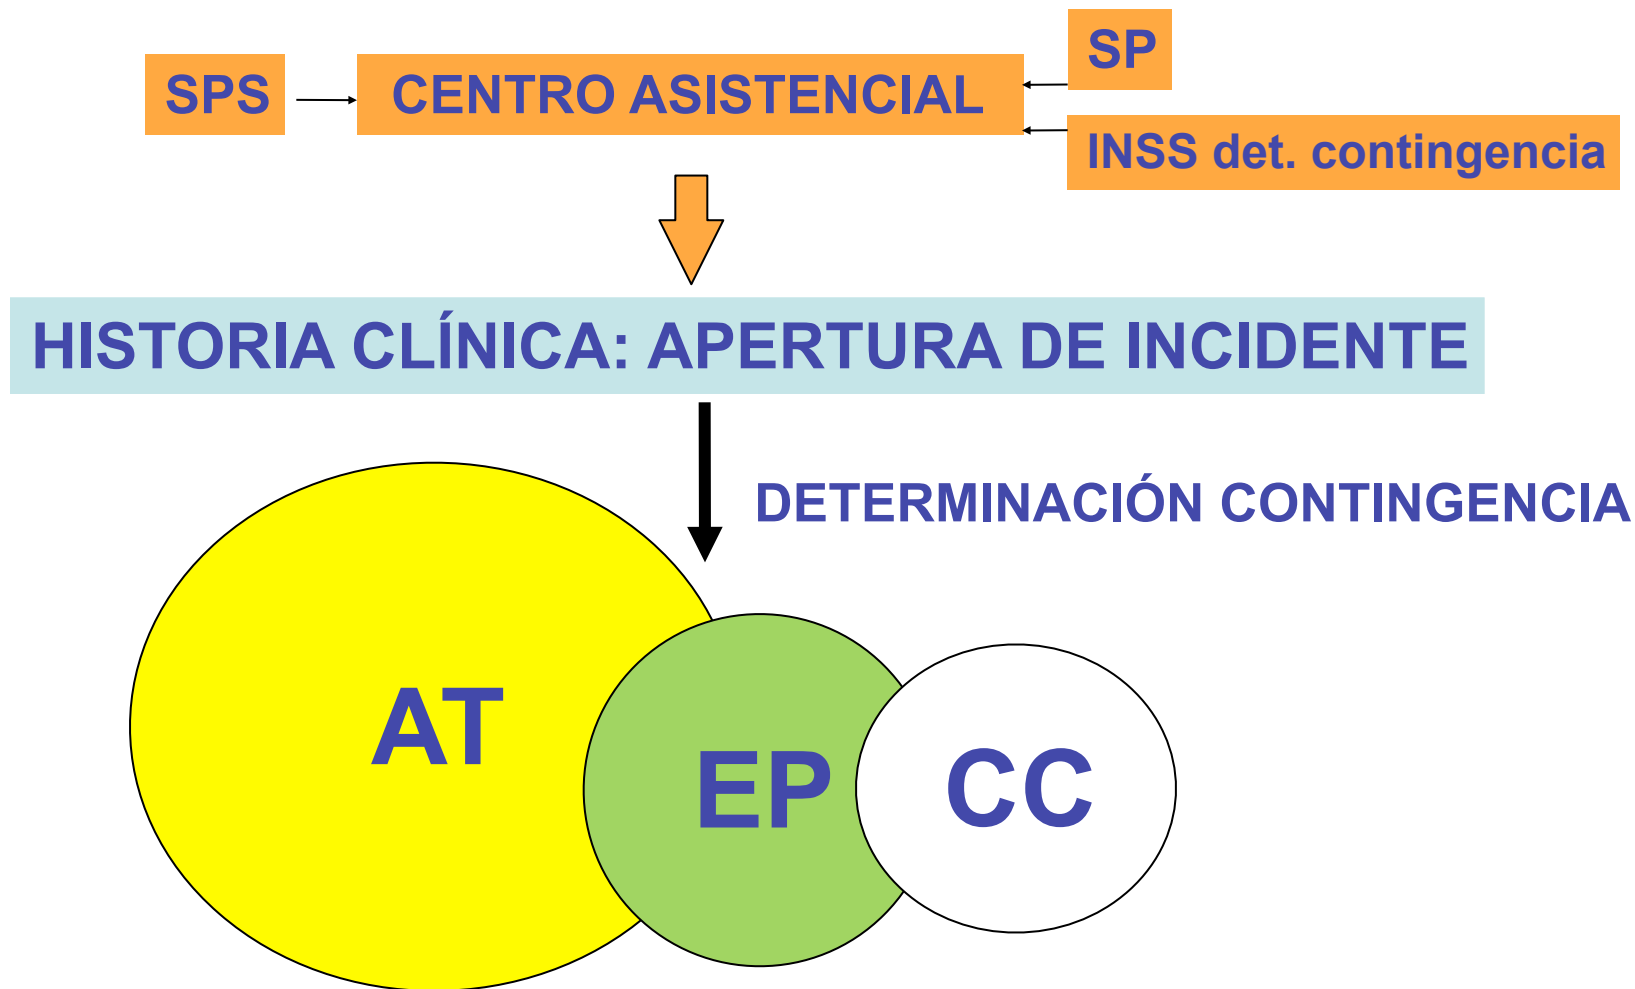 SP
SPS
CENTRO ASISTENCIAL
INSS det. contingencia
HISTORIA CLÍNICA: APERTURA DE INCIDENTE
DETERMINACIÓN CONTINGENCIA
AT
EP
CC